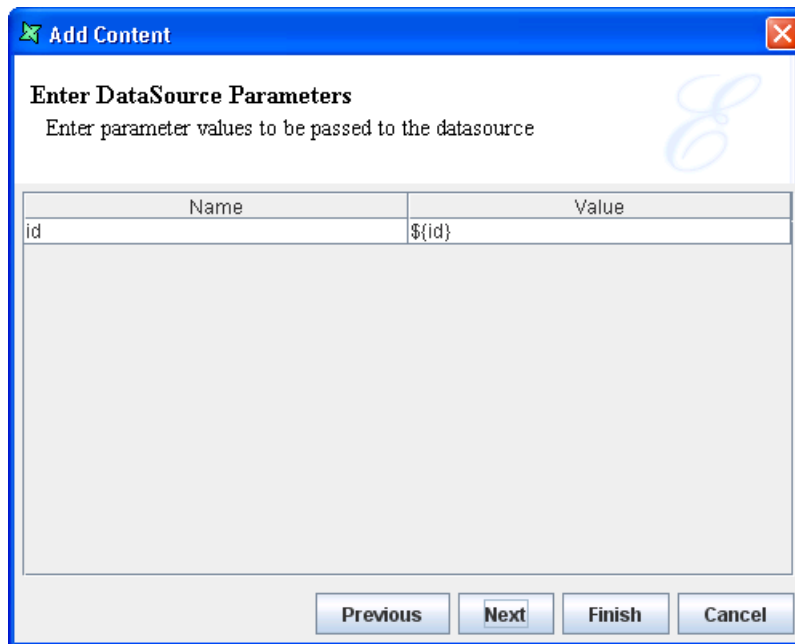 Add Content
Enter DataSource Parameters
Enter parameter values to be passed to the datasource
Name Value
id ${id}
Previous Next Finish Cancel